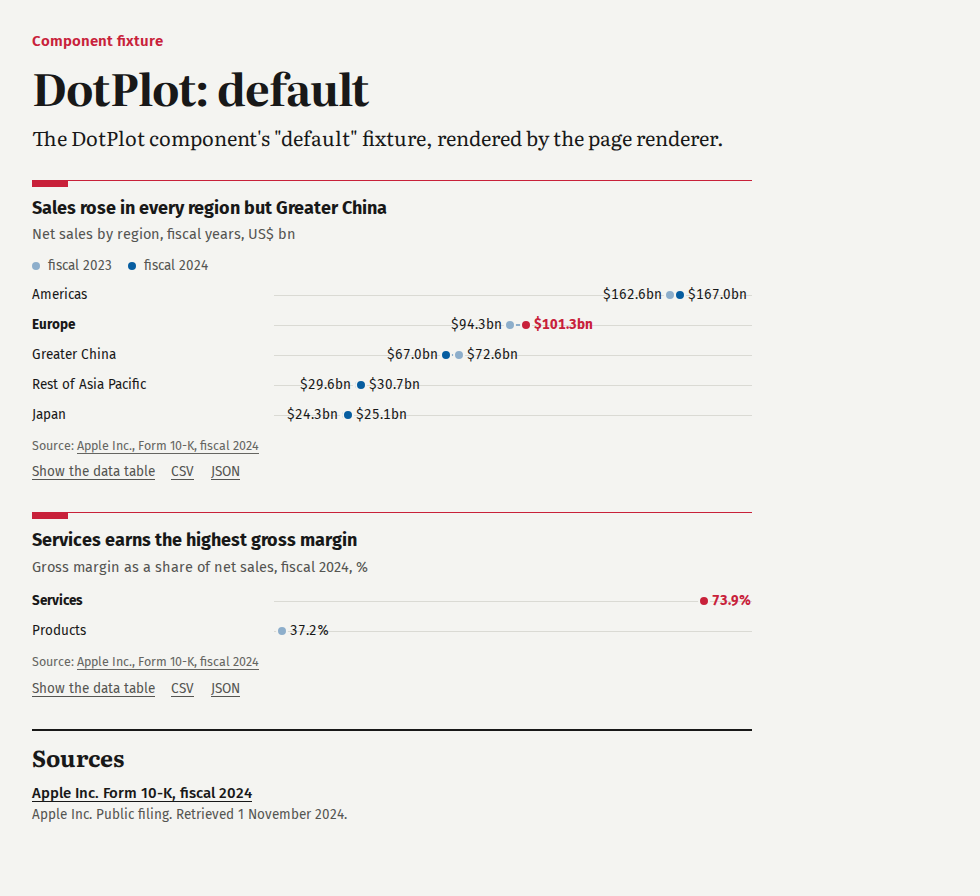 Component fixture
DotPlot: default
The DotPlot component's "default" fixture, rendered by the page renderer.
Sales rose in every region but Greater China
Net sales by region, fiscal years, US$ bn
fiscal 2023 fiscal 2024
Americas $162.6bn $167.0bn
Europe $94.3bn $101.3bn
Greater China $67.0bn $72.6bn
Rest of Asia Pacific $29.6bn $30.7bn
Japan $24.3bn $25.1bn
Source: Apple Inc., Form 10-K, fiscal 2024
Show the data table CSV JSON
Services earns the highest gross margin
Gross margin as a share of net sales, fiscal 2024, %
Services 73.9%
Products 37.2%
Source: Apple Inc., Form 10-K, fiscal 2024
Show the data table CSV JSON
Sources
Apple Inc. Form 10-K, fiscal 2024
Apple Inc. Public filing. Retrieved 1 November 2024.